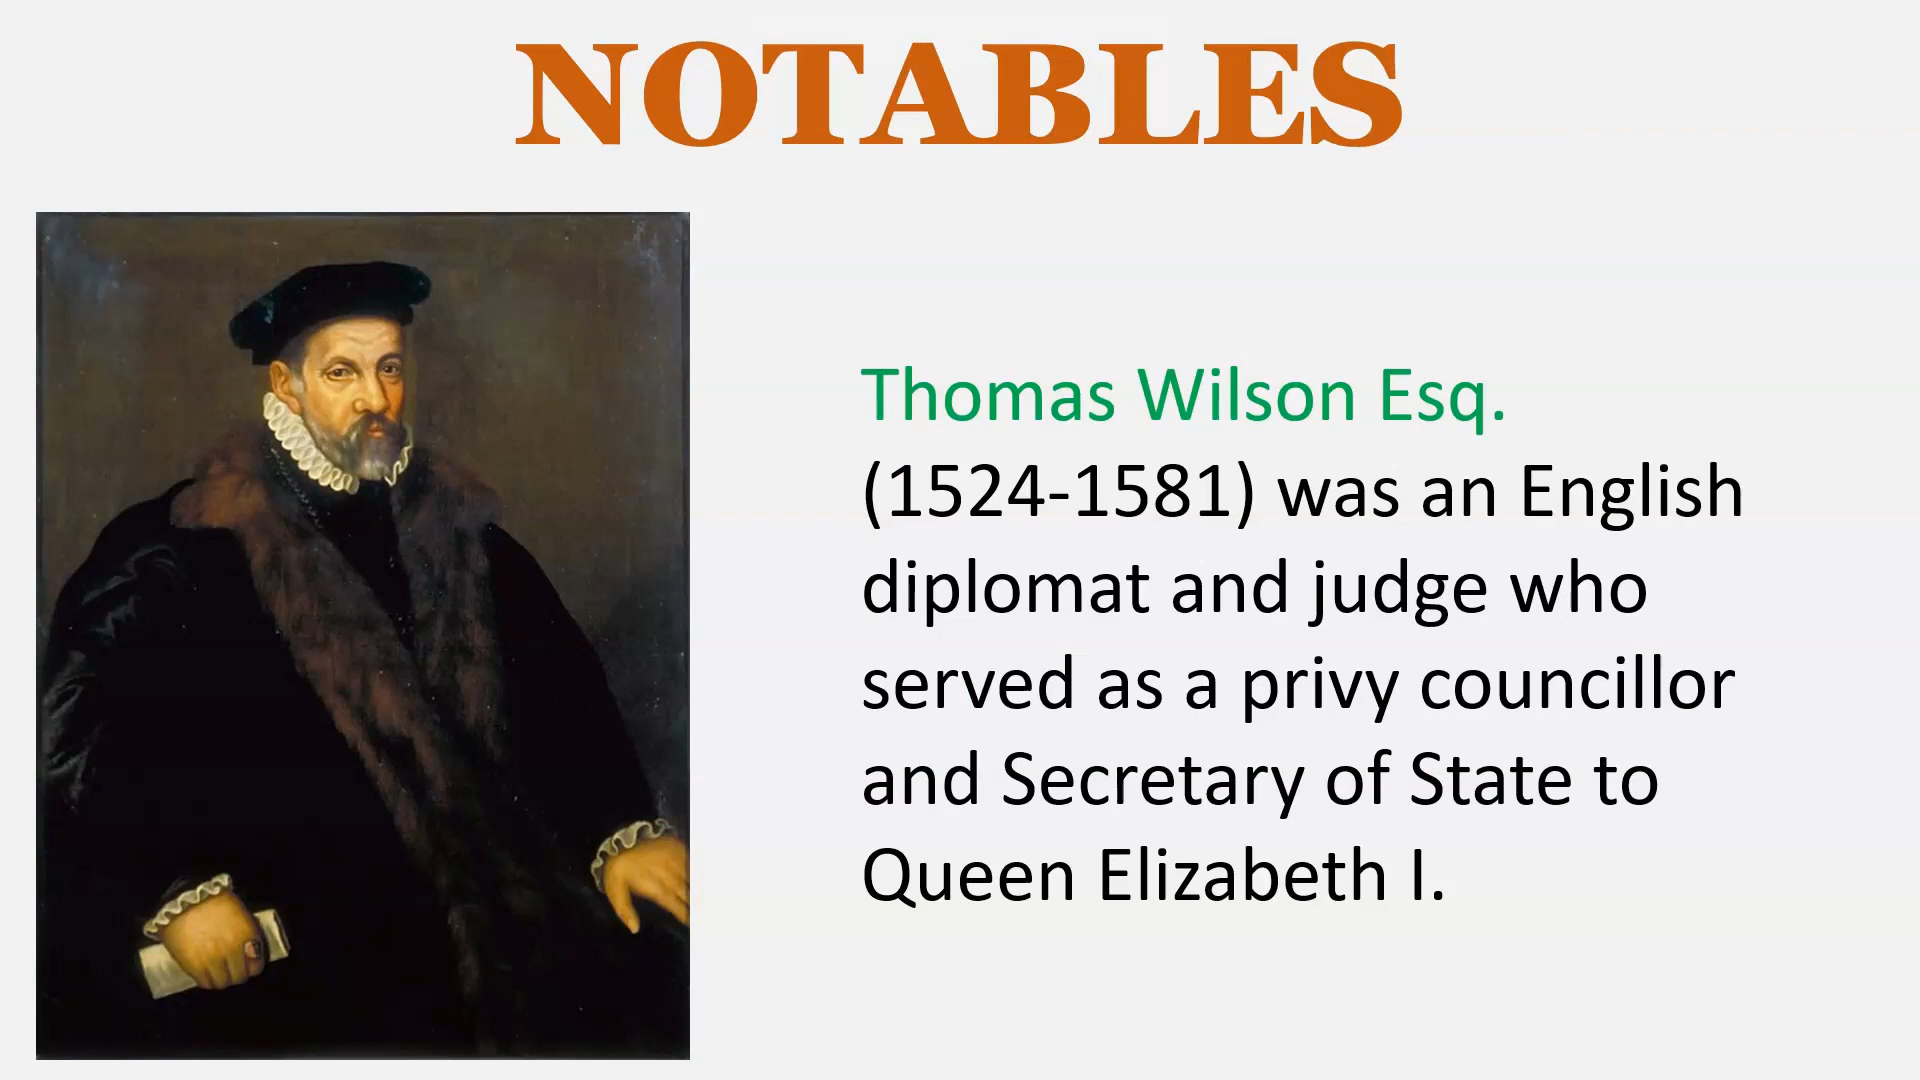 NOTABLES
Thomas Wilson Esq.
(1524-1581) was an English
diplomat and judge who
served as a privy councillor
and Secretary of State to
Queen Elizabeth I.